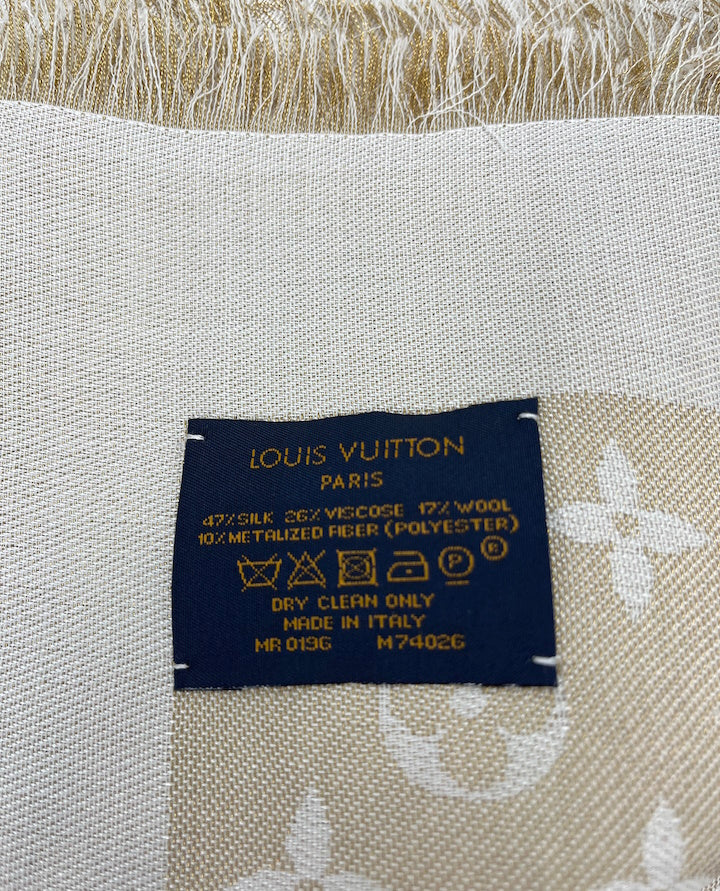 LOUIS VUITTON
PARIS
47% SILK 26% VISCOSE 17% WOOL
10% METALIZED FIBER (POLYESTER)
P R
DRY CLEAN ONLY
MADE IN ITALY
MR 0196 M74026